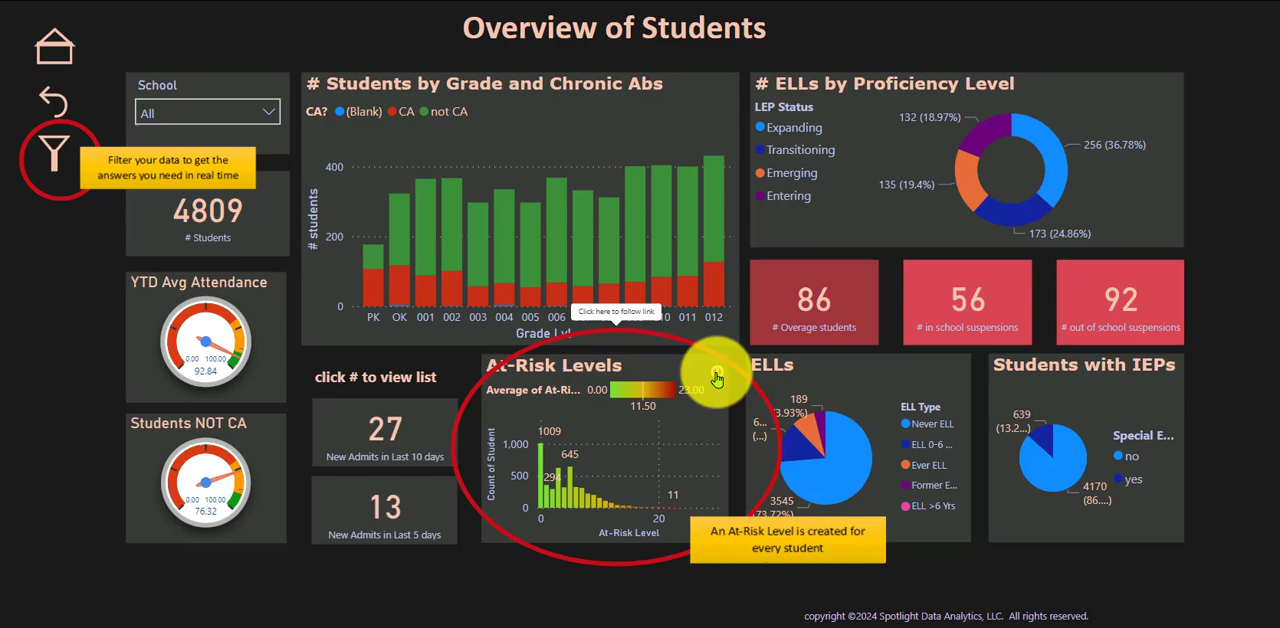 Overview of Students
School
All
Filter your data to get the
answers you need in real time
4809
# Students
# Students by Grade and Chronic Abs
CA? (Blank) CA not CA
# students
400
200
0
PK OK 001 002 003 004 005 006 10 011 012
Grade Lvl
Click here to follow link
# ELLs by Proficiency Level
LEP Status
Expanding
Transitioning
Emerging
Entering
132 (18.97%)
256 (36.78%)
135 (19.4%)
173 (24.86%)
YTD Avg Attendance
0.00 100.00
92.84
86
# Overage students
56
# in school suspensions
92
# out of school suspensions
Students NOT CA
0.00 100.00
76.32
click # to view list
27
New Admits in Last 10 days
13
New Admits in Last 5 days
At-Risk Levels
Average of At-Ri... 0.00 23.00
11.50
Count of Student
1,000
500
0
1009
294
645
11
0 20
At-Risk Level
An At-Risk Level is created for
every student
ELLs
189
(3.93%)
6...
(...)
3545
(73.72%)
ELL Type
Never ELL
ELL 0-6 ...
Ever ELL
Former E...
ELL >6 Yrs
Students with IEPs
639
(13.2...)
4170
(86....)
Special E...
no
yes
copyright ©2024 Spotlight Data Analytics, LLC. All rights reserved.